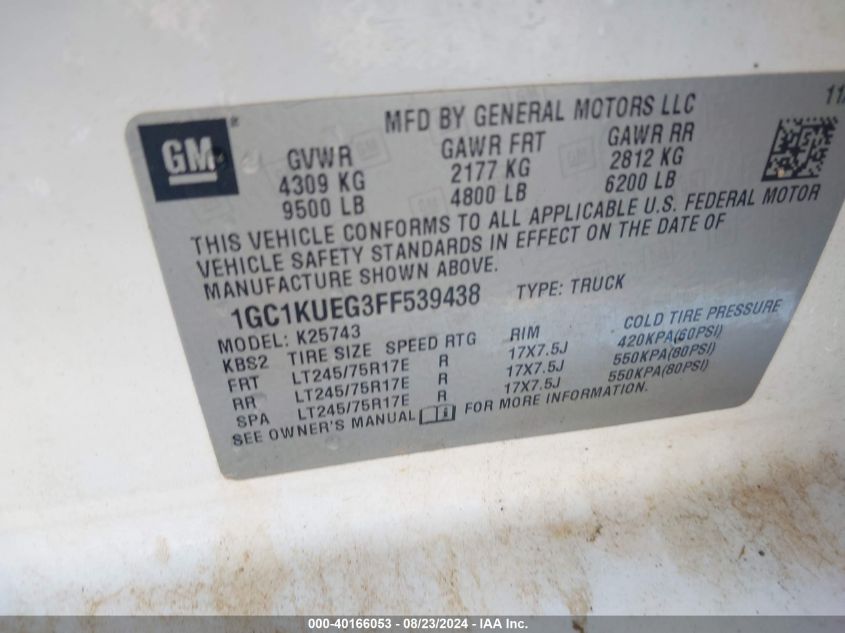 MFD BY GENERAL MOTORS LLC
GM
GVWR GAWR FRT GAWR RR
4309 KG 2177 KG 2812 KG
9500 LB 4800 LB 6200 LB
THIS VEHICLE CONFORMS TO ALL APPLICABLE U.S. FEDERAL MOTOR
VEHICLE SAFETY STANDARDS IN EFFECT ON THE DATE OF
MANUFACTURE SHOWN ABOVE.
1GC1KUEG3FF539438 TYPE: TRUCK
MODEL: K25743
KBS2 TIRE SIZE SPEED RTG RIM COLD TIRE PRESSURE
FRT LT245/75R17E R 17X7.5J 420KPA(60PSI)
RR LT245/75R17E R 17X7.5J 550KPA(80PSI)
SPA LT245/75R17E R 17X7.5J 550KPA(80PSI)
SEE OWNER'S MANUAL FOR MORE INFORMATION.
000-40166053 - 08/23/2024 - IAA Inc.